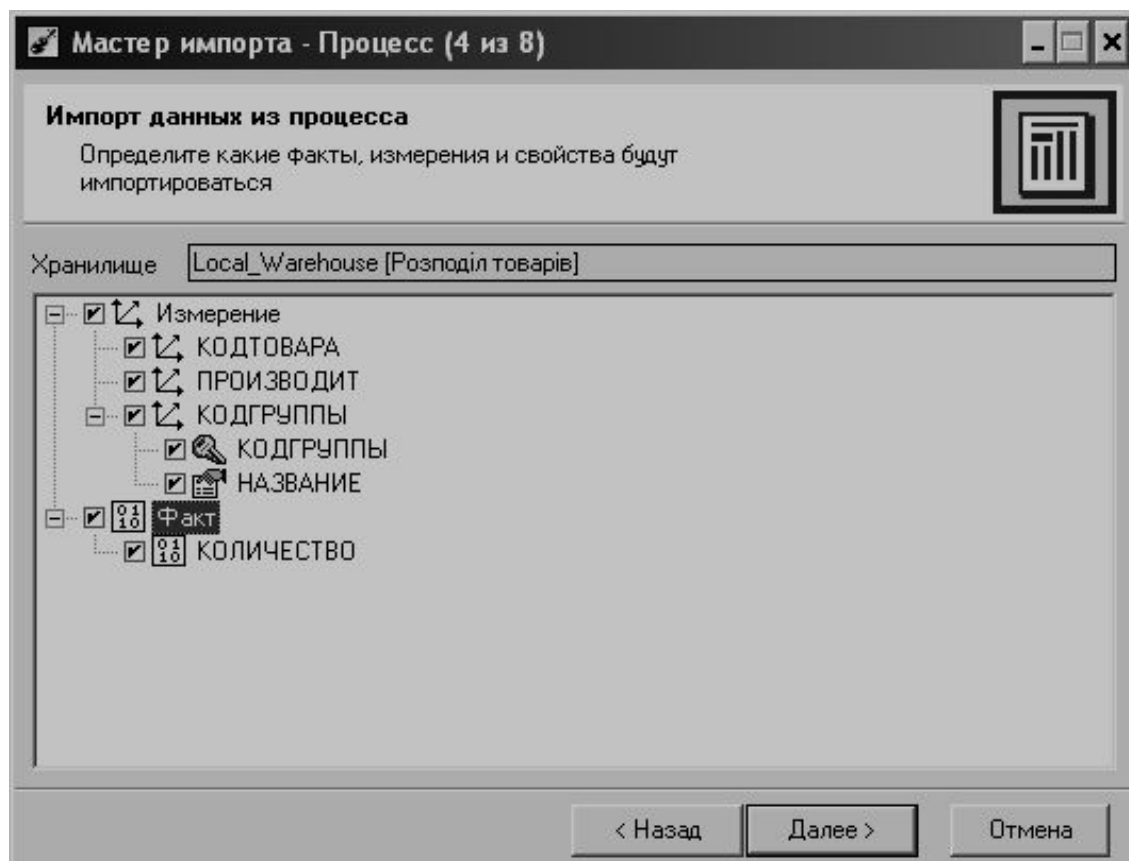 Мастер импорта - Процесс (4 из 8)
Импорт данных из процесса
Определите какие факты, измерения и свойства будут
импортироваться
Хранилище Local_Warehouse [Розподіл товарів]
Измерение
КОДТОВАРА
ПРОИЗВОДИТ
КОДГРУППЫ
КОДГРУППЫ
НАЗВАНИЕ
Факт
КОЛИЧЕСТВО
< Назад Далее > Отмена